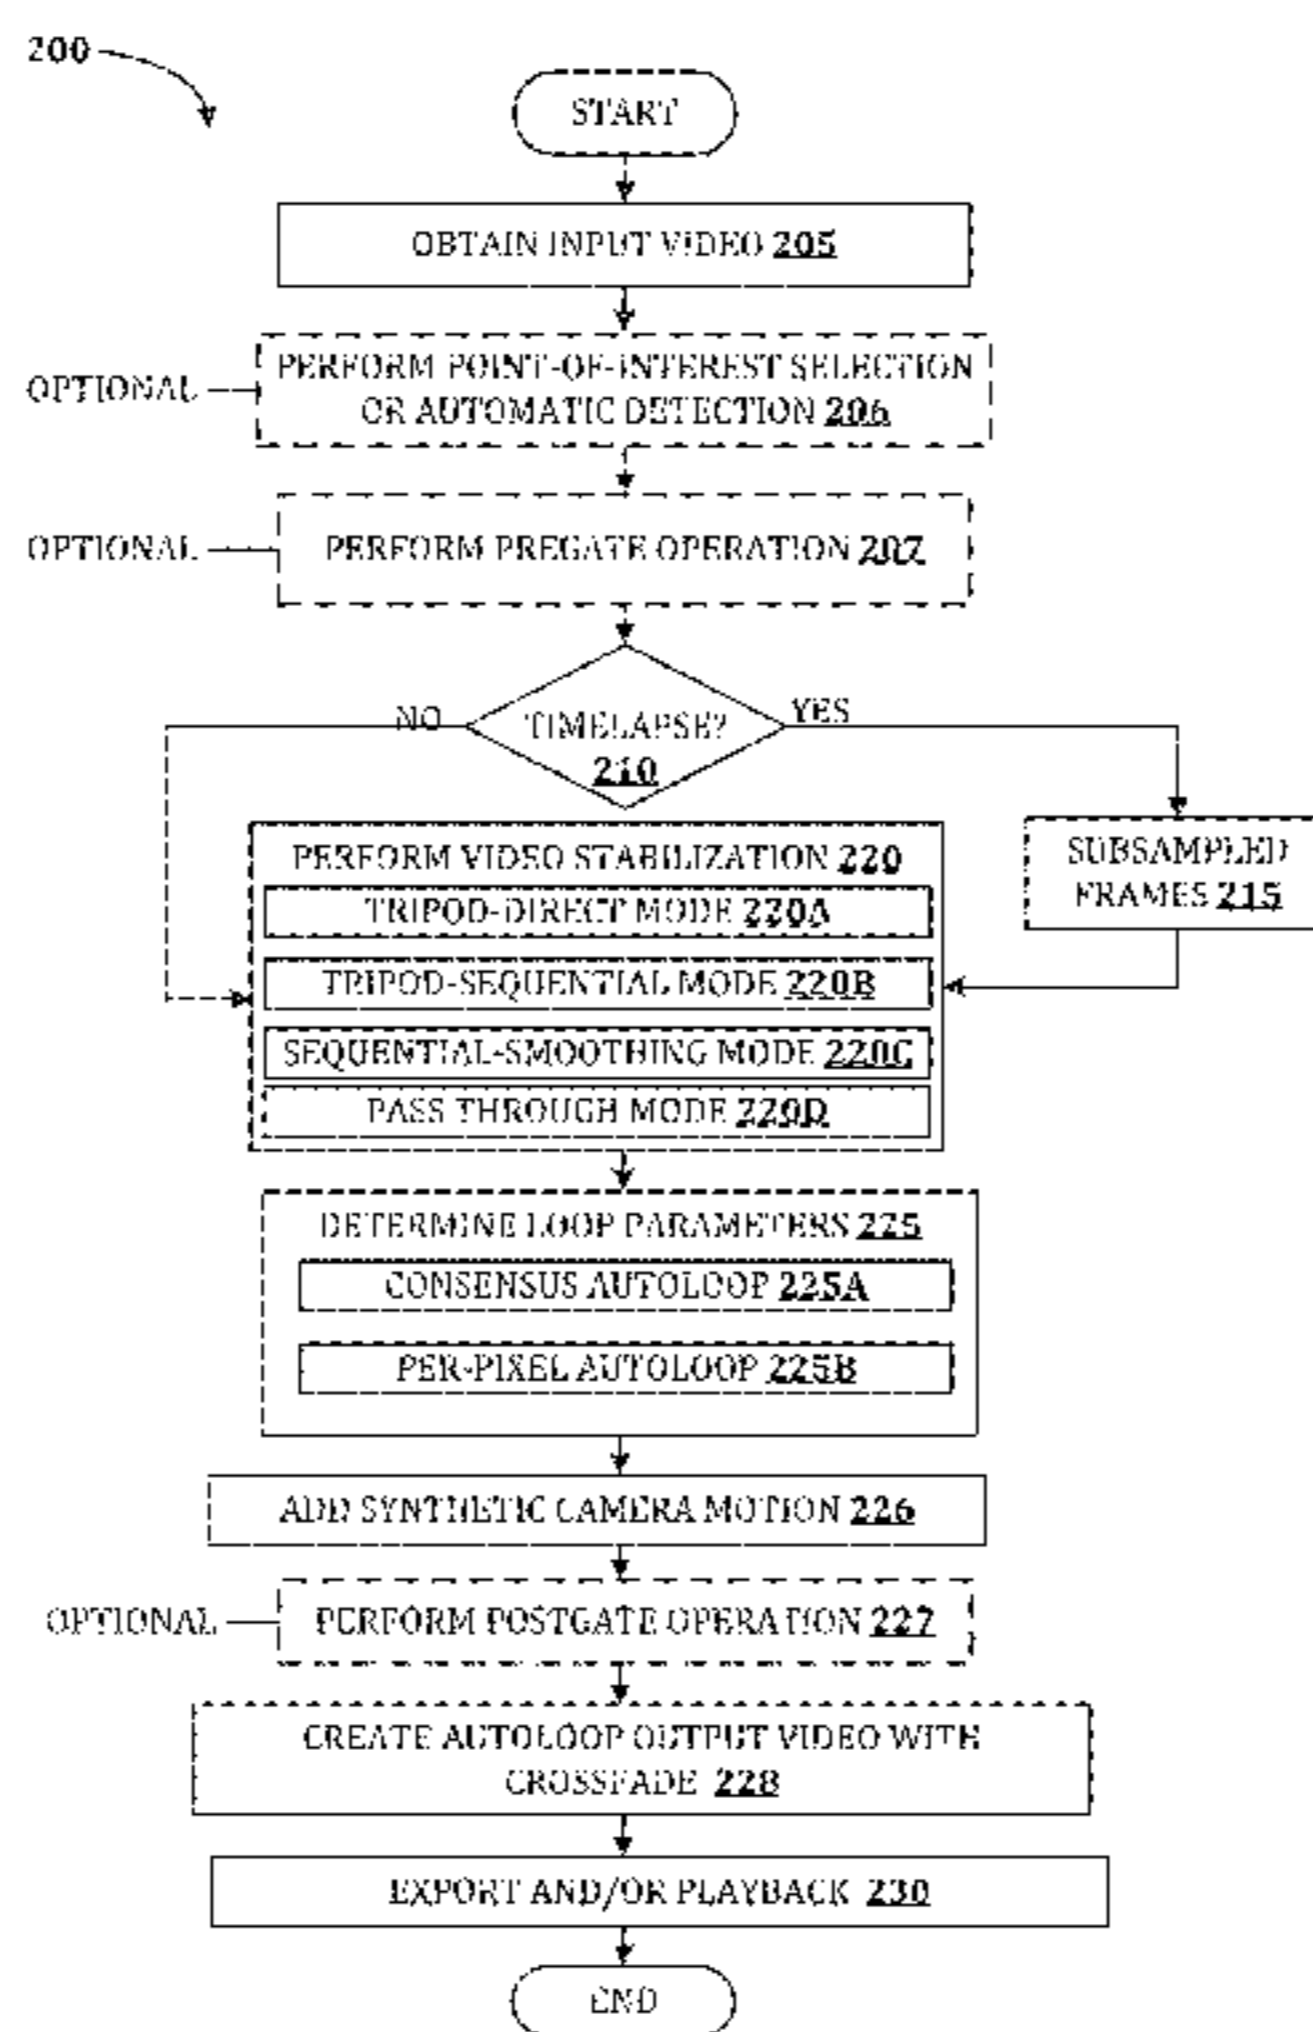 200
START
OBTAIN INPUT VIDEO 205
OPTIONAL
PERFORM POINT-OF-INTEREST SELECTION
OR AUTOMATIC DETECTION 206
OPTIONAL
PERFORM PREGATE OPERATION 207
NO
TIMELAPSE?
210
YES
SUBSAMPLED
FRAMES 215
PERFORM VIDEO STABILIZATION 220
TRIPOD-DIRECT MODE 220A
TRIPOD-SEQUENTIAL MODE 220B
SEQUENTIAL-SMOOTHING MODE 220C
PASS THROUGH MODE 220D
DETERMINE LOOP PARAMETERS 225
CONSENSUS AUTOLOOP 225A
PER-PIXEL AUTOLOOP 225B
ADD SYNTHETIC CAMERA MOTION 226
OPTIONAL
PERFORM POSTGATE OPERATION 227
CREATE AUTOLOOP OUTPUT VIDEO WITH
CROSSFADE 228
EXPORT AND/OR PLAYBACK 230
END